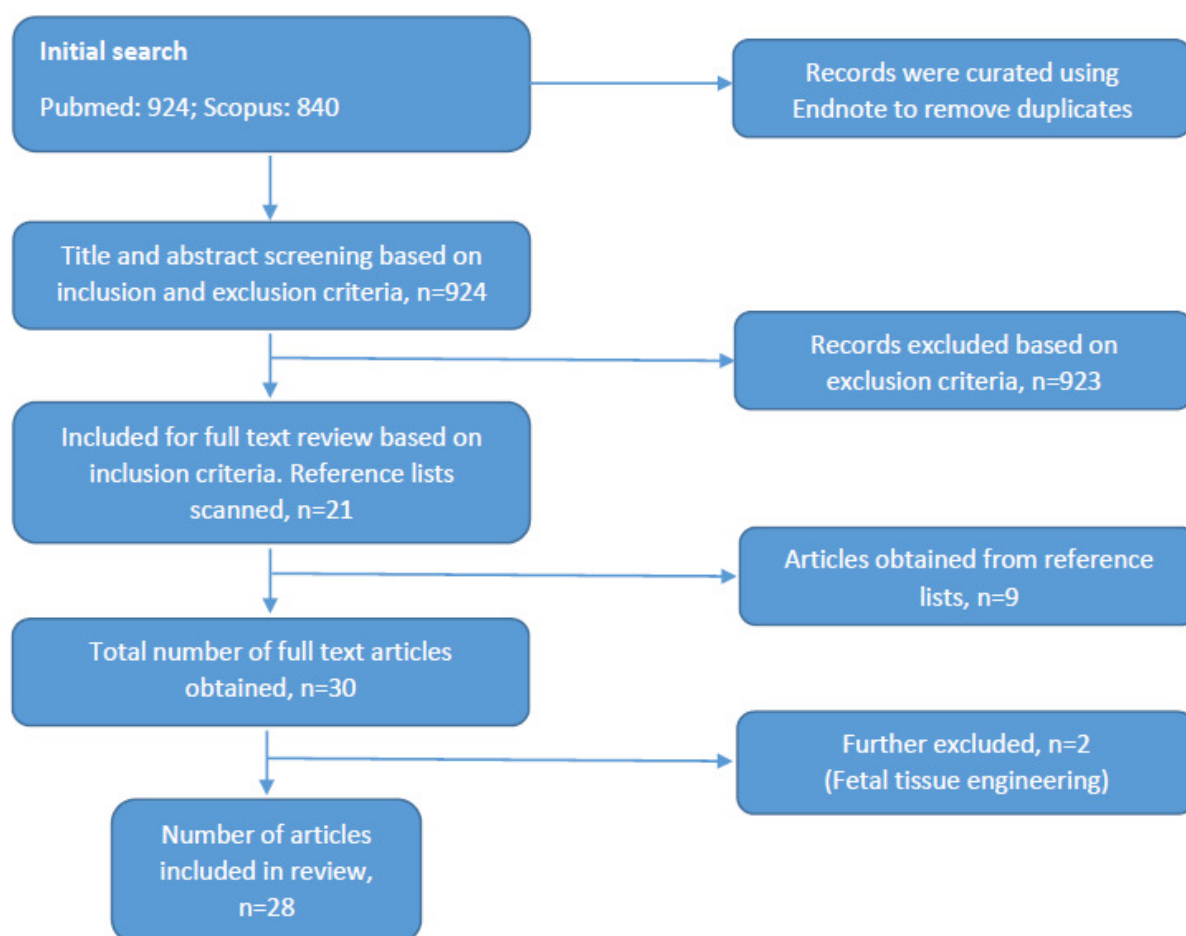 Initial search
Pubmed: 924; Scopus: 840
Records were curated using
Endnote to remove duplicates
Title and abstract screening based on
inclusion and exclusion criteria, n=924
Records excluded based on
exclusion criteria, n=923
Included for full text review based on
inclusion criteria. Reference lists
scanned, n=21
Articles obtained from reference
lists, n=9
Total number of full text articles
obtained, n=30
Further excluded, n=2
(Fetal tissue engineering)
Number of articles
included in review,
n=28